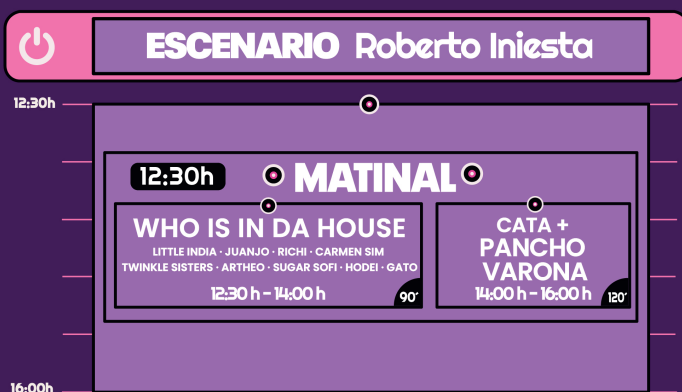 ESCENARIO Roberto Iniesta
12:30h
12:30h MATINAL
WHO IS IN DA HOUSE
LITTLE INDIA · JUANJO · RICHI · CARMEN SIM
TWINKLE SISTERS · ARTHEO · SUGAR SOFI · HODEI · GATO
12:30 h – 14:00 h
90´
CATA +
PANCHO
VARONA
14:00 h – 16:00 h
120´
16:00h